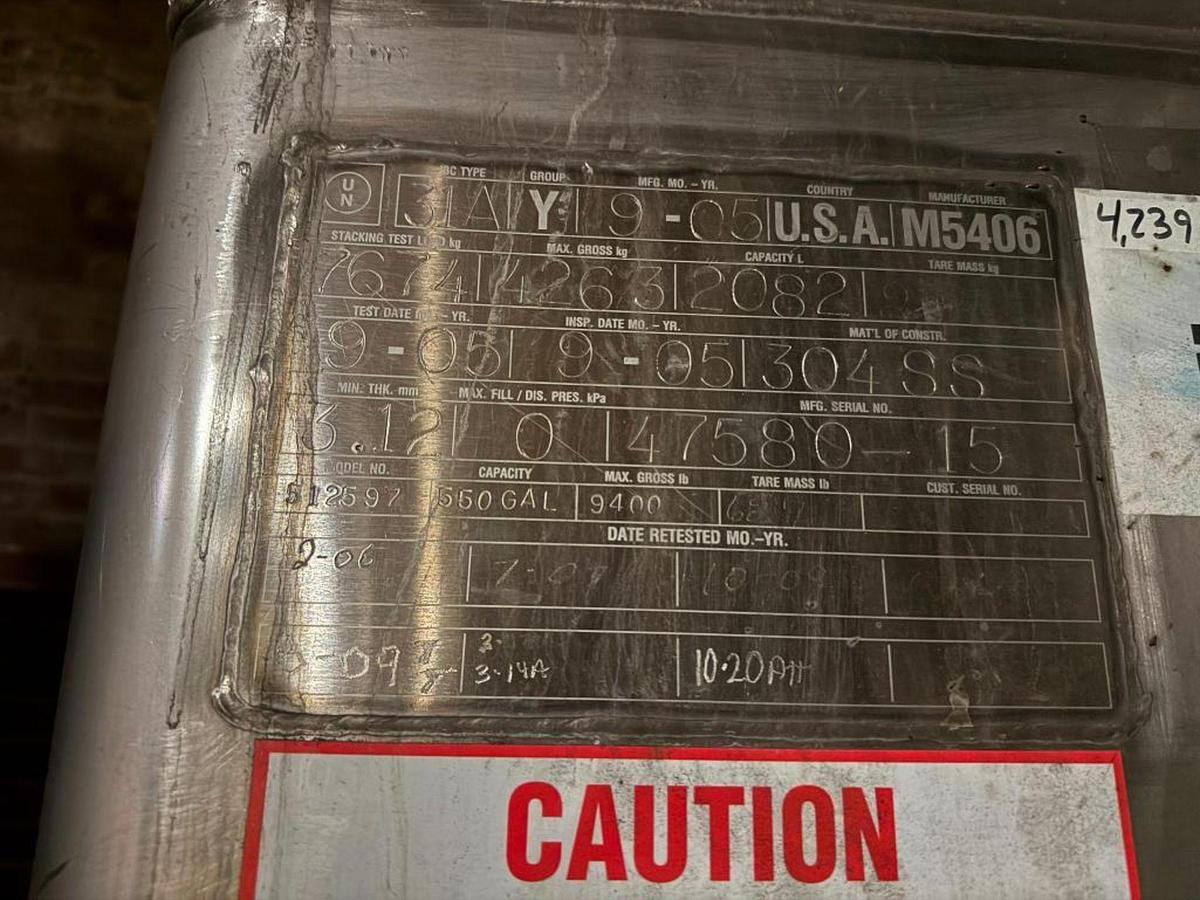 UN IBC TYPE GROUP MFG. MO. – YR. COUNTRY MANUFACTURER
31A Y 9-05 U.S.A. M5406
4,239
STACKING TEST LOAD kg MAX. GROSS kg CAPACITY L TARE MASS kg
7674 4263 2082
TEST DATE MO. – YR. INSP. DATE MO. – YR. MAT'L OF CONSTR.
9-05 9-05 304 SS
MIN. THK. mm MAX. FILL / DIS. PRES. kPa MFG. SERIAL NO.
3.12 0 47580-15
MODEL NO. CAPACITY MAX. GROSS lb TARE MASS lb CUST. SERIAL NO.
512597 550 GAL 9400
DATE RETESTED MO.–YR.
9-06 10-08
3-14A 10·20AH
CAUTION